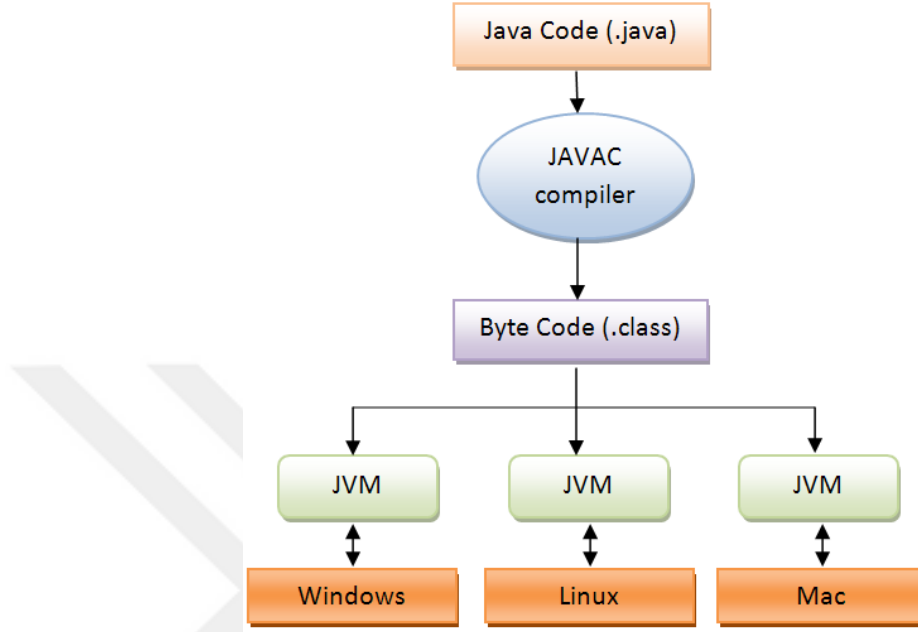 Java Code (.java)
JAVAC
compiler
Byte Code (.class)
JVM
JVM
JVM
Windows
Linux
Mac